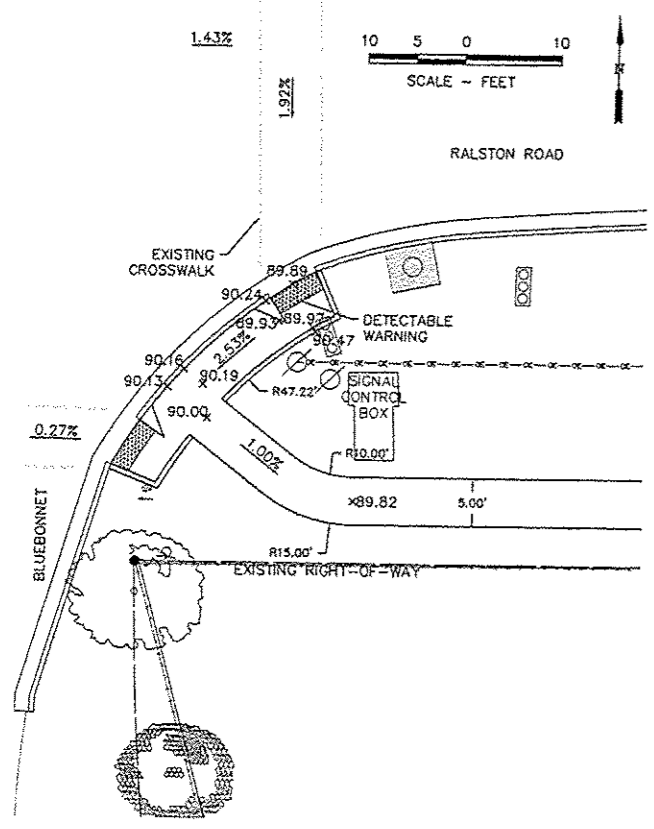 1.43%
10 5 0 10
SCALE ~ FEET
N
1.92%
RALSTON ROAD
EXISTING
CROSSWALK
89.89
90.24
89.93
89.97
DETECTABLE
WARNING
90.47
2.53%
90.16
90.13
90.19
R47.22'
SIGNAL
CONTROL
BOX
90.00
0.27%
1.00%
R10.00'
89.82
5.00'
BLUEBONNET
R15.00'
EXISTING RIGHT-OF-WAY